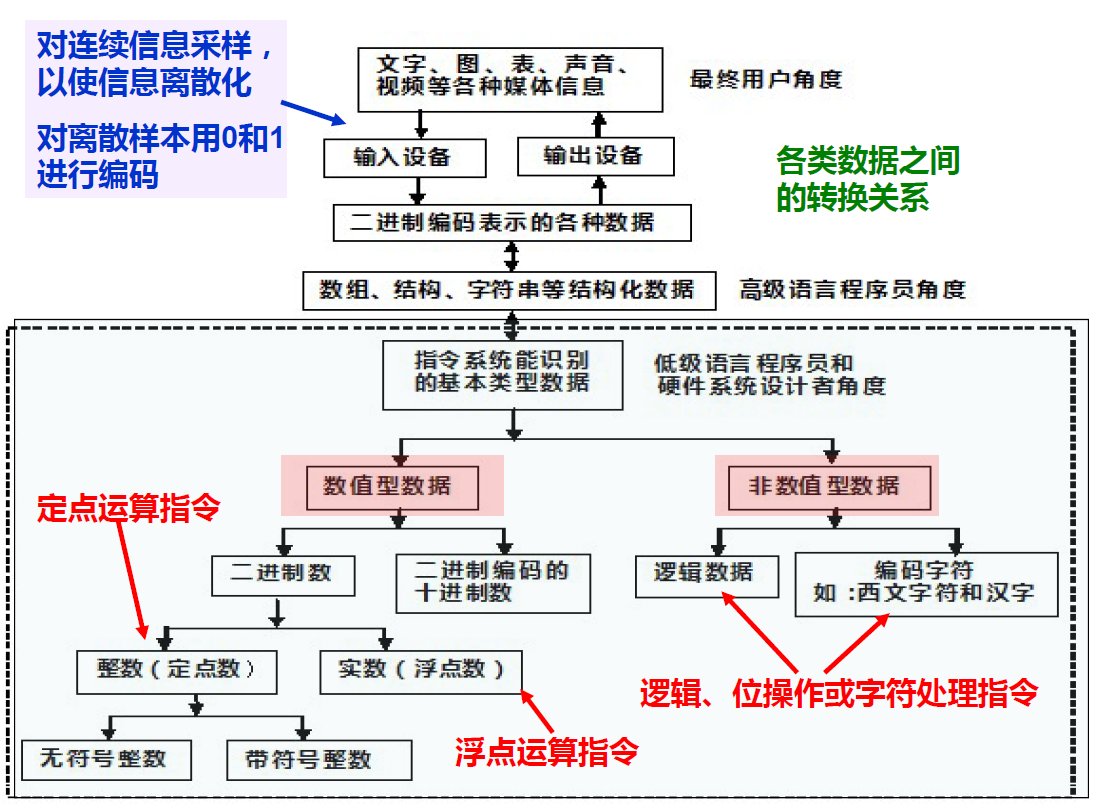 对连续信息采样，
以使信息离散化
对离散样本用0和1
进行编码
文字、图、表、声音、
视频等各种媒体信息
最终用户角度
输入设备
输出设备
各类数据之间
的转换关系
二进制编码表示的各种数据
数组、结构、字符串等结构化数据
高级语言程序员角度
指令系统能识别
的基本类型数据
低级语言程序员和
硬件系统设计者角度
数值型数据
非数值型数据
定点运算指令
二进制数
二进制编码的
十进制数
逻辑数据
编码字符
如：西文字符和汉字
整数（定点数）
实数（浮点数）
逻辑、位操作或字符处理指令
无符号整数
带符号整数
浮点运算指令